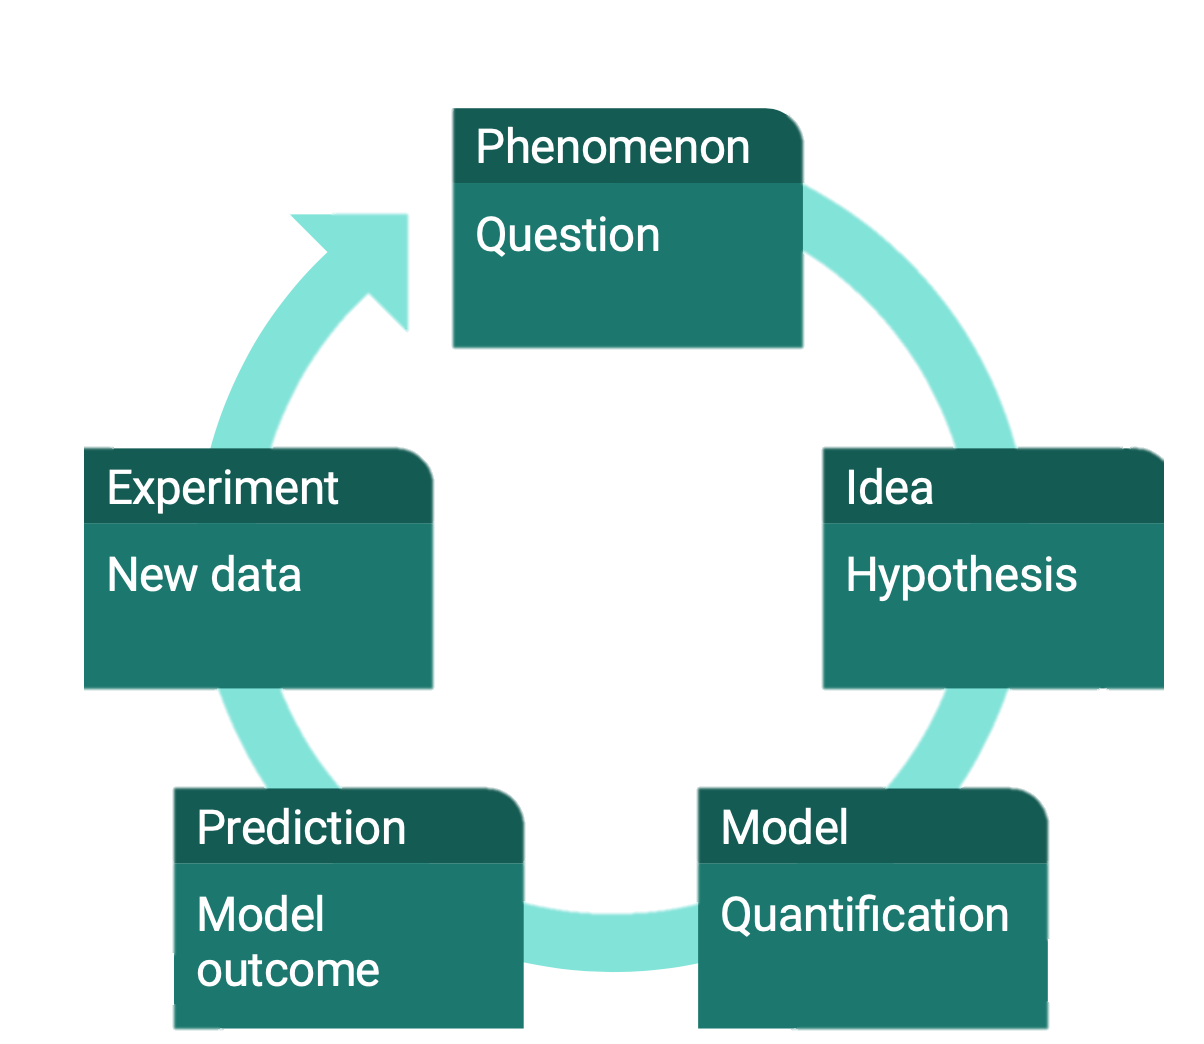 Phenomenon
Question
Idea
Hypothesis
Model
Quantification
Prediction
Model
outcome
Experiment
New data